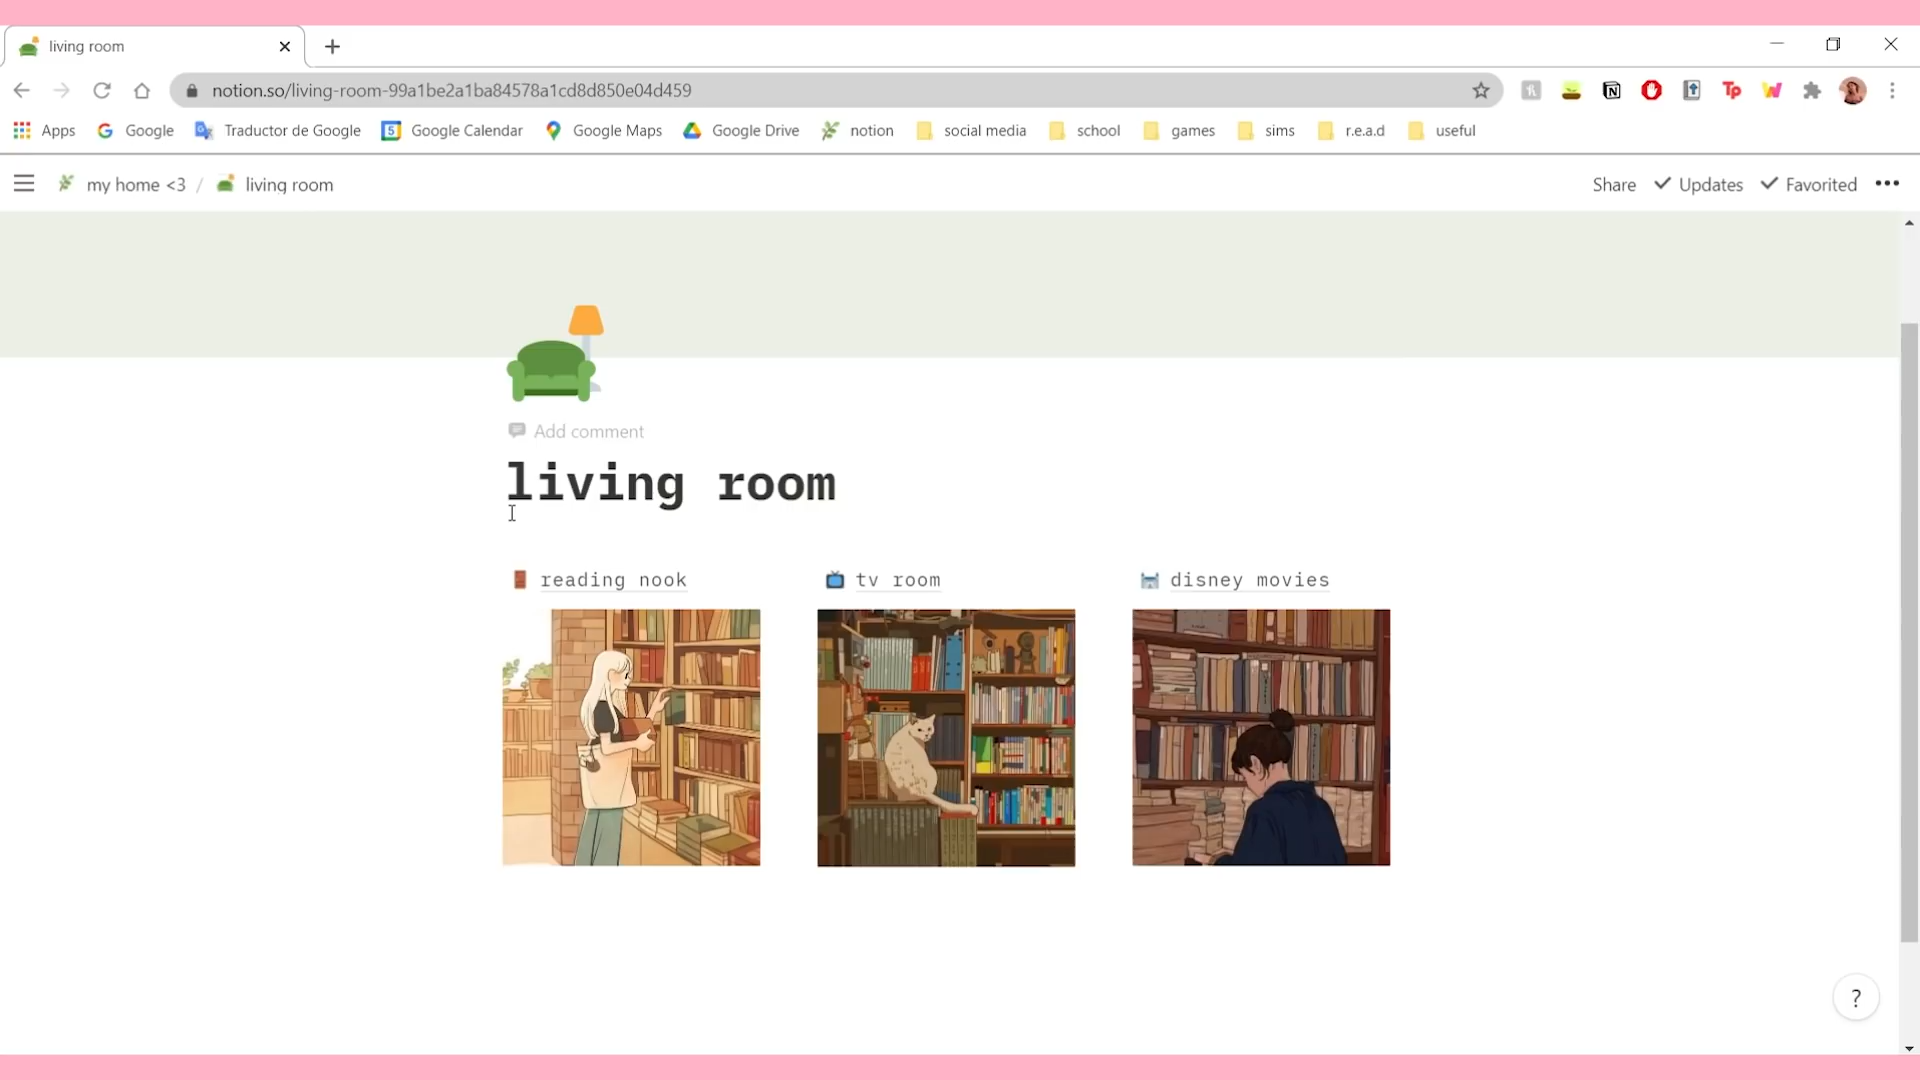 living room
notion.so/living-room-99a1be2a1ba84578a1cd8d850e04d459
Apps Google Traductor de Google 5 Google Calendar Google Maps Google Drive notion social media school games sims r.e.a.d useful
my home <3 / living room Share Updates Favorited
Add comment
living room
reading nook tv room disney movies
?